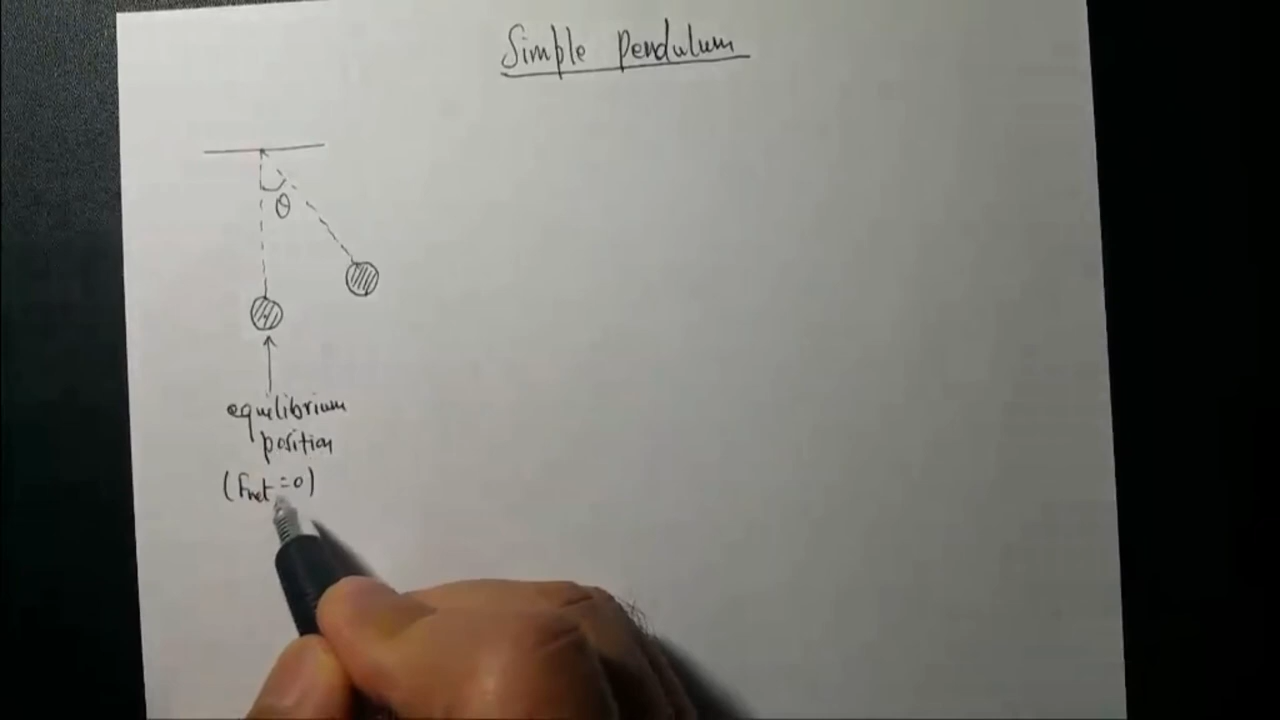 Simple Pendulum
θ
equilibrium
position
(Fnet=0)